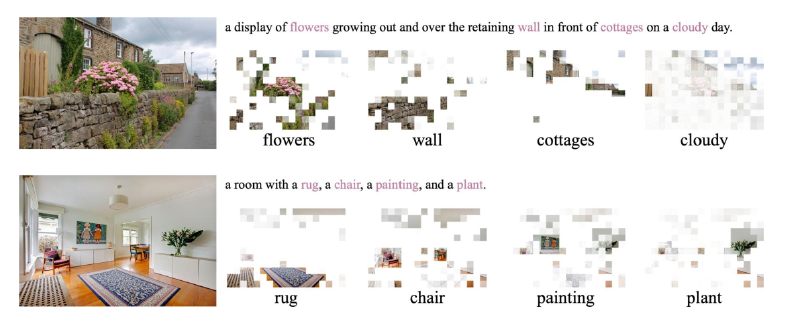 a display of flowers growing out and over the retaining wall in front of cottages on a cloudy day.
flowers wall cottages cloudy
a room with a rug, a chair, a painting, and a plant.
rug chair painting plant